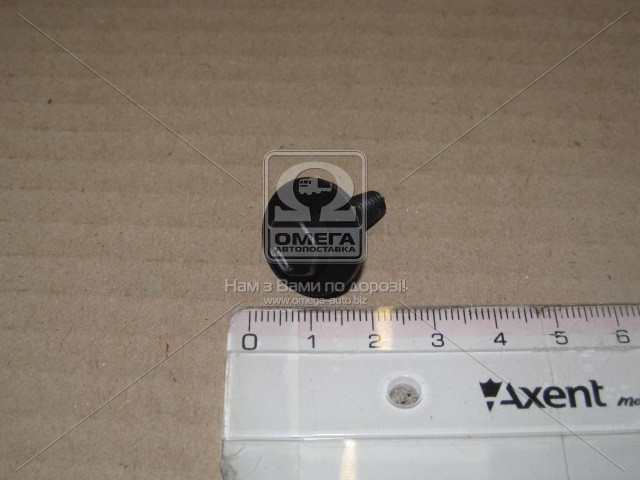 ОМЕГА
АВТОПОСТАВКА
Нам з Вами по дорозі!
www.omega-auto.biz
0 1 2 3 4 5 6
Axent